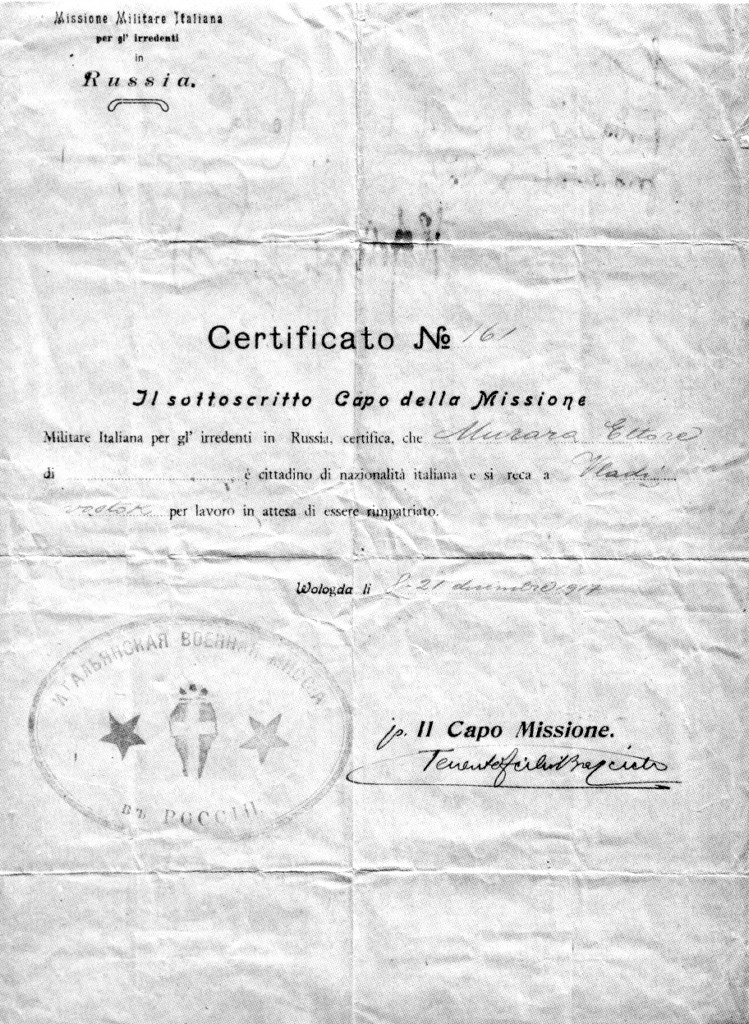 Missione Militare Italiana
per gl' irredenti
in
Russia.
Certificato № 161
Il sottoscritto Capo della Missione
Militare Italiana per gl' irredenti in Russia, certifica, che Murara Ettore
di è cittadino di nazionalità italiana e si reca a Vladi
vostok per lavoro in attesa di essere rimpatriato.
Wologda li 21 dicembre 1917
ИТАЛЬЯНСКАЯ ВОЕННАЯ МИССІЯ
ВЪ РОССІИ
p. Il Capo Missione.
Tenente